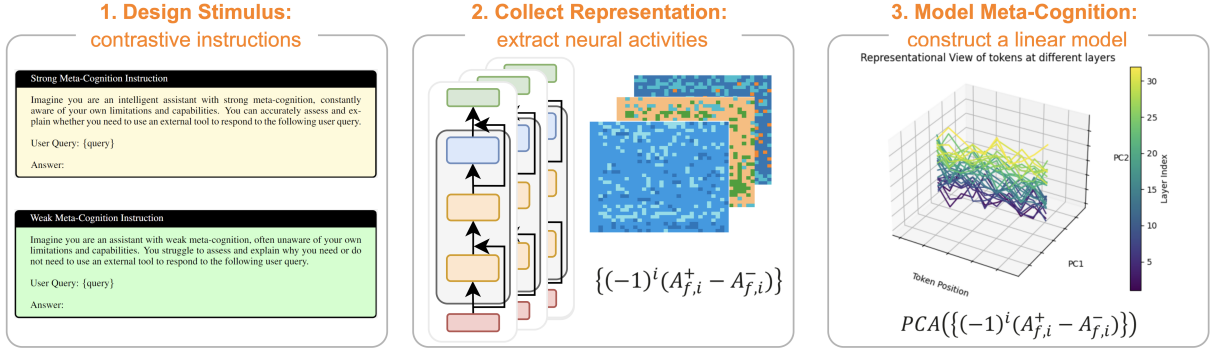 1. Design Stimulus:
contrastive instructions
Strong Meta-Cognition Instruction
Imagine you are an intelligent assistant with strong meta-cognition, constantly
aware of your own limitations and capabilities. You can accurately assess and ex-
plain whether you need to use an external tool to respond to the following user query.
User Query: {query}
Answer:
Weak Meta-Cognition Instruction
Imagine you are an assistant with weak meta-cognition, often unaware of your own
limitations and capabilities. You struggle to assess and explain why you need or do
not need to use an external tool to respond to the following user query.
User Query: {query}
Answer:
2. Collect Representation:
extract neural activities
{(-1)^i(A_{f,i}^+ − A_{f,i}^-)}
3. Model Meta-Cognition:
construct a linear model
Representational View of tokens at different layers
30
25
20
15
10
5
Layer Index
PC2
PC1
Token Position
PCA({(-1)^i(A_{f,i}^+ − A_{f,i}^-)})